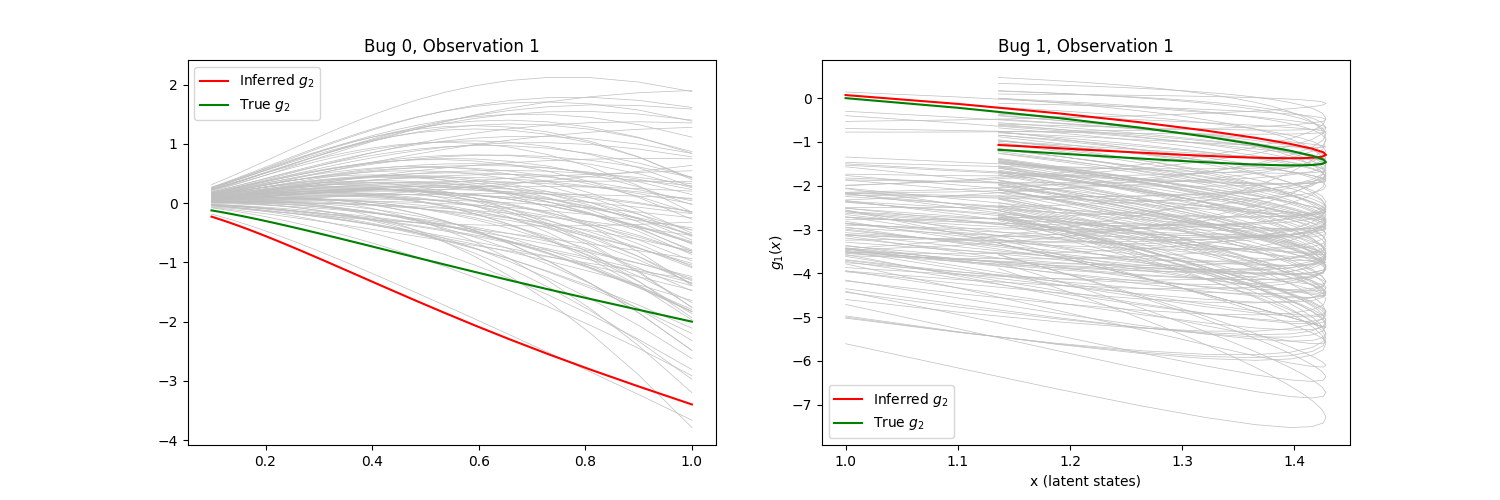 Bug 0, Observation 1
Inferred g₂
True g₂
2
1
0
−1
−2
−3
−4
0.2 0.4 0.6 0.8 1.0
Bug 1, Observation 1
g₁(x)
0
−1
−2
−3
−4
−5
−6
−7
Inferred g₂
True g₂
1.0 1.1 1.2 1.3 1.4
x (latent states)